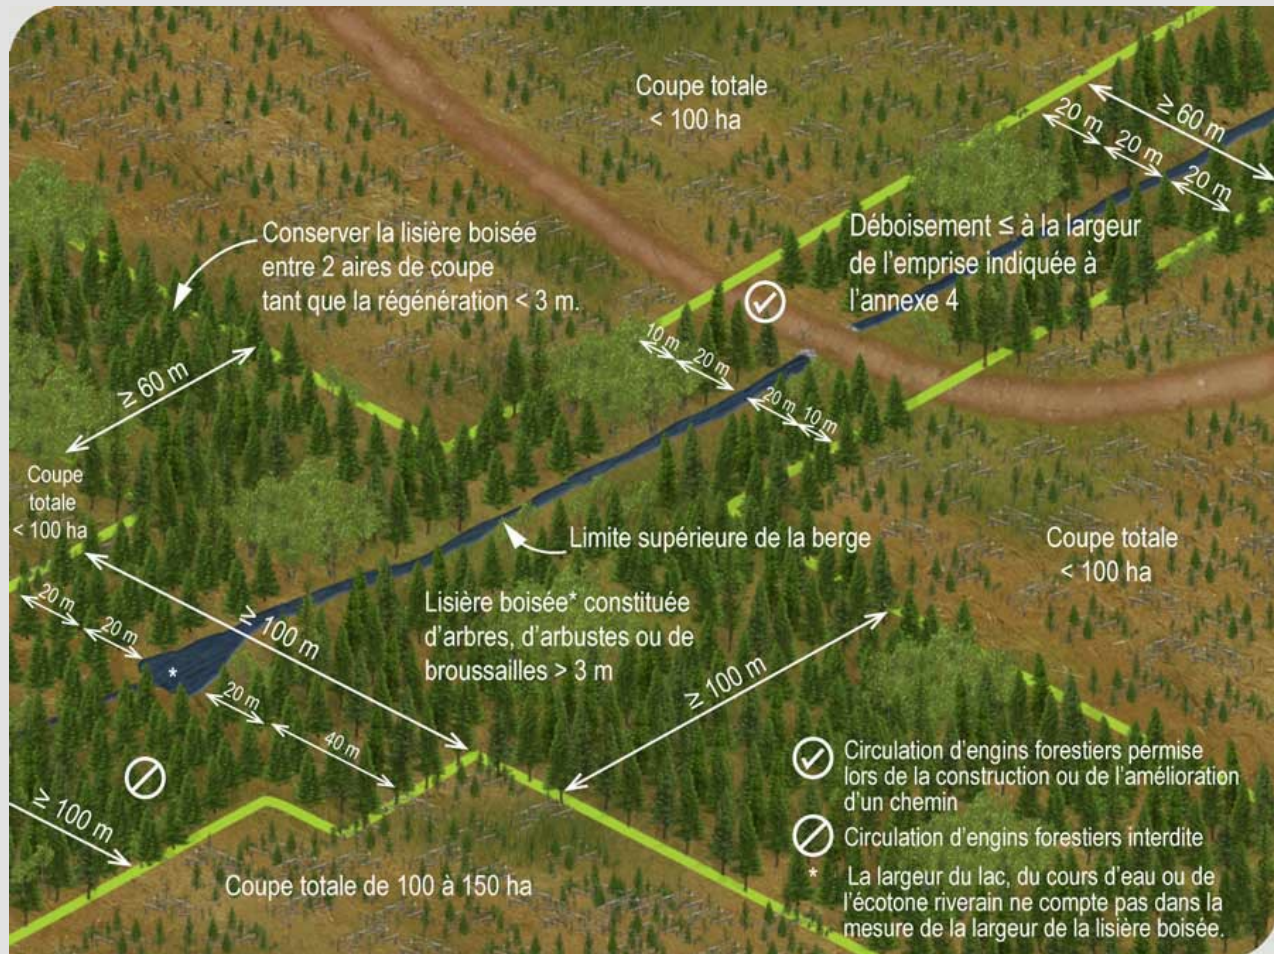 Coupe totale
< 100 ha
≥ 60 m
20 m
20 m
20 m
Conserver la lisière boisée
entre 2 aires de coupe
tant que la régénération < 3 m.
Déboisement ≤ à la largeur
de l'emprise indiquée à
l'annexe 4
10 m
20 m
20 m
10 m
≥ 60 m
Coupe
totale
< 100 ha
Limite supérieure de la berge
Coupe totale
< 100 ha
20 m
20 m
≥ 100 m
Lisière boisée* constituée
d'arbres, d'arbustes ou de
broussailles > 3 m
≥ 100 m
*
20 m
40 m
≥ 100 m
Coupe totale de 100 à 150 ha
Circulation d'engins forestiers permise
lors de la construction ou de l'amélioration
d'un chemin
Circulation d'engins forestiers interdite
* La largeur du lac, du cours d'eau ou de
l'écotone riverain ne compte pas dans la
mesure de la largeur de la lisière boisée.